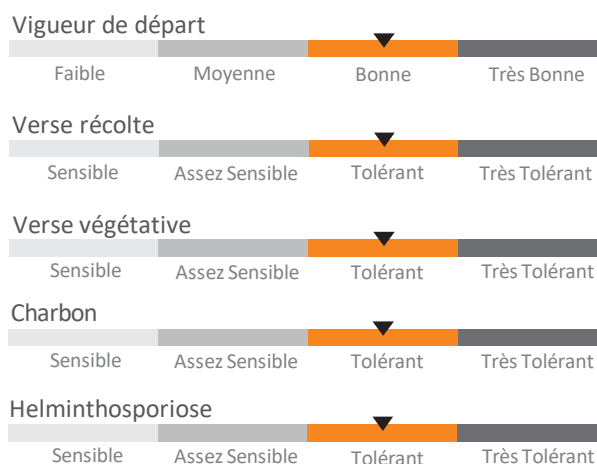 Vigueur de départ
Faible Moyenne Bonne Très Bonne
Verse récolte
Sensible Assez Sensible Tolérant Très Tolérant
Verse végétative
Sensible Assez Sensible Tolérant Très Tolérant
Charbon
Sensible Assez Sensible Tolérant Très Tolérant
Helminthosporiose
Sensible Assez Sensible Tolérant Très Tolérant